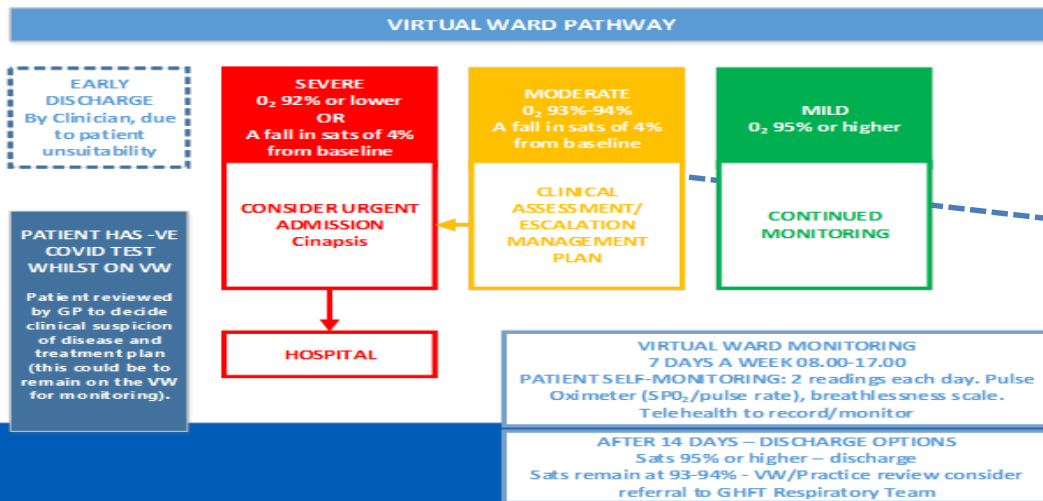 VIRTUAL WARD PATHWAY
EARLY
DISCHARGE
By Clinician, due
to patient
unsuitability
SEVERE
0₂ 92% or lower
OR
A fall in sats of 4%
from baseline
MODERATE
0₂ 93%-94%
A fall in sats of 4%
from baseline
MILD
0₂ 95% or higher
CONSIDER URGENT
ADMISSION
Cinapsis
CLINICAL
ASSESSMENT/
ESCALATION
MANAGEMENT
PLAN
CONTINUED
MONITORING
PATIENT HAS -VE
COVID TEST
WHILST ON VW
Patient reviewed
by GP to decide
clinical suspicion
of disease and
treatment plan
(this could be to
remain on the VW
for monitoring).
HOSPITAL
VIRTUAL WARD MONITORING
7 DAYS A WEEK 08.00-17.00
PATIENT SELF-MONITORING: 2 readings each day. Pulse
Oximeter (SP0₂/pulse rate), breathlessness scale.
Telehealth to record/monitor
AFTER 14 DAYS – DISCHARGE OPTIONS
Sats 95% or higher – discharge
Sats remain at 93-94% - VW/Practice review consider
referral to GHFT Respiratory Team